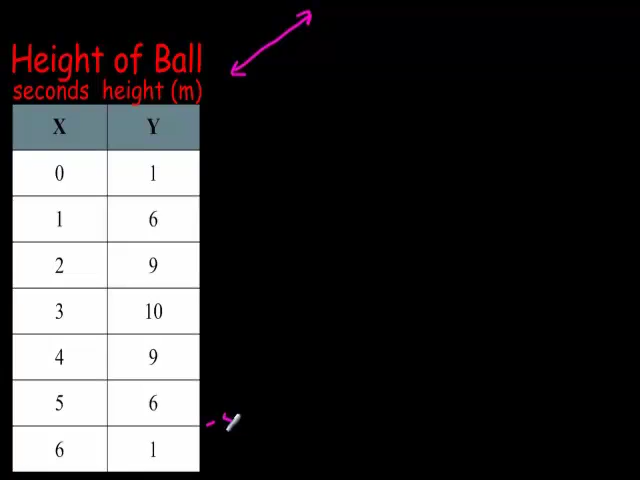 Height of Ball
seconds height (m)
X Y
0 1
1 6
2 9
3 10
4 9
5 6
6 1